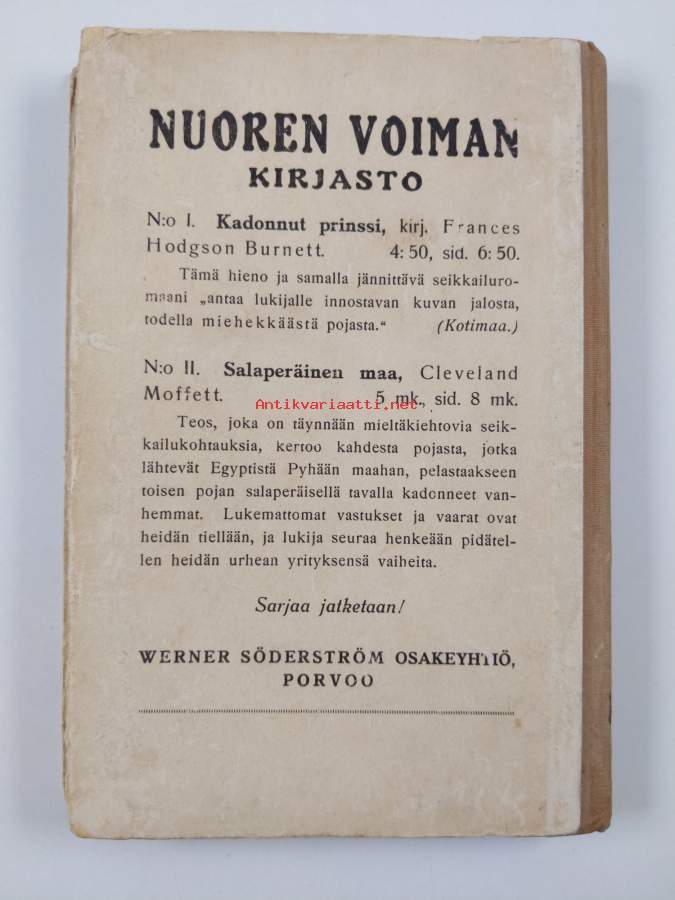 NUOREN VOIMAN
KIRJASTO
N:o I. Kadonnut prinssi, kirj. Frances
Hodgson Burnett. 4: 50, sid. 6: 50.
Tämä hieno ja samalla jännittävä seikkailuro-
maani „antaa lukijalle innostavan kuvan jalosta,
todella miehekkäästä pojasta.“ (Kotimaa.)
N:o II. Salaperäinen maa, Cleveland
Moffett. 5 mk., sid. 8 mk.
Antikvariaatti.net
Teos, joka on täynnään mieltäkiehtovia seik-
kailukohtauksia, kertoo kahdesta pojasta, jotka
lähtevät Egyptistä Pyhään maahan, pelastaakseen
toisen pojan salaperäisellä tavalla kadonneet van-
hemmat. Lukemattomat vastukset ja vaarat ovat
heidän tiellään, ja lukija seuraa henkeään pidätel-
len heidän urhean yrityksensä vaiheita.
Sarjaa jatketaan!
WERNER SÖDERSTRÖM OSAKEYHTIÖ,
PORVOO